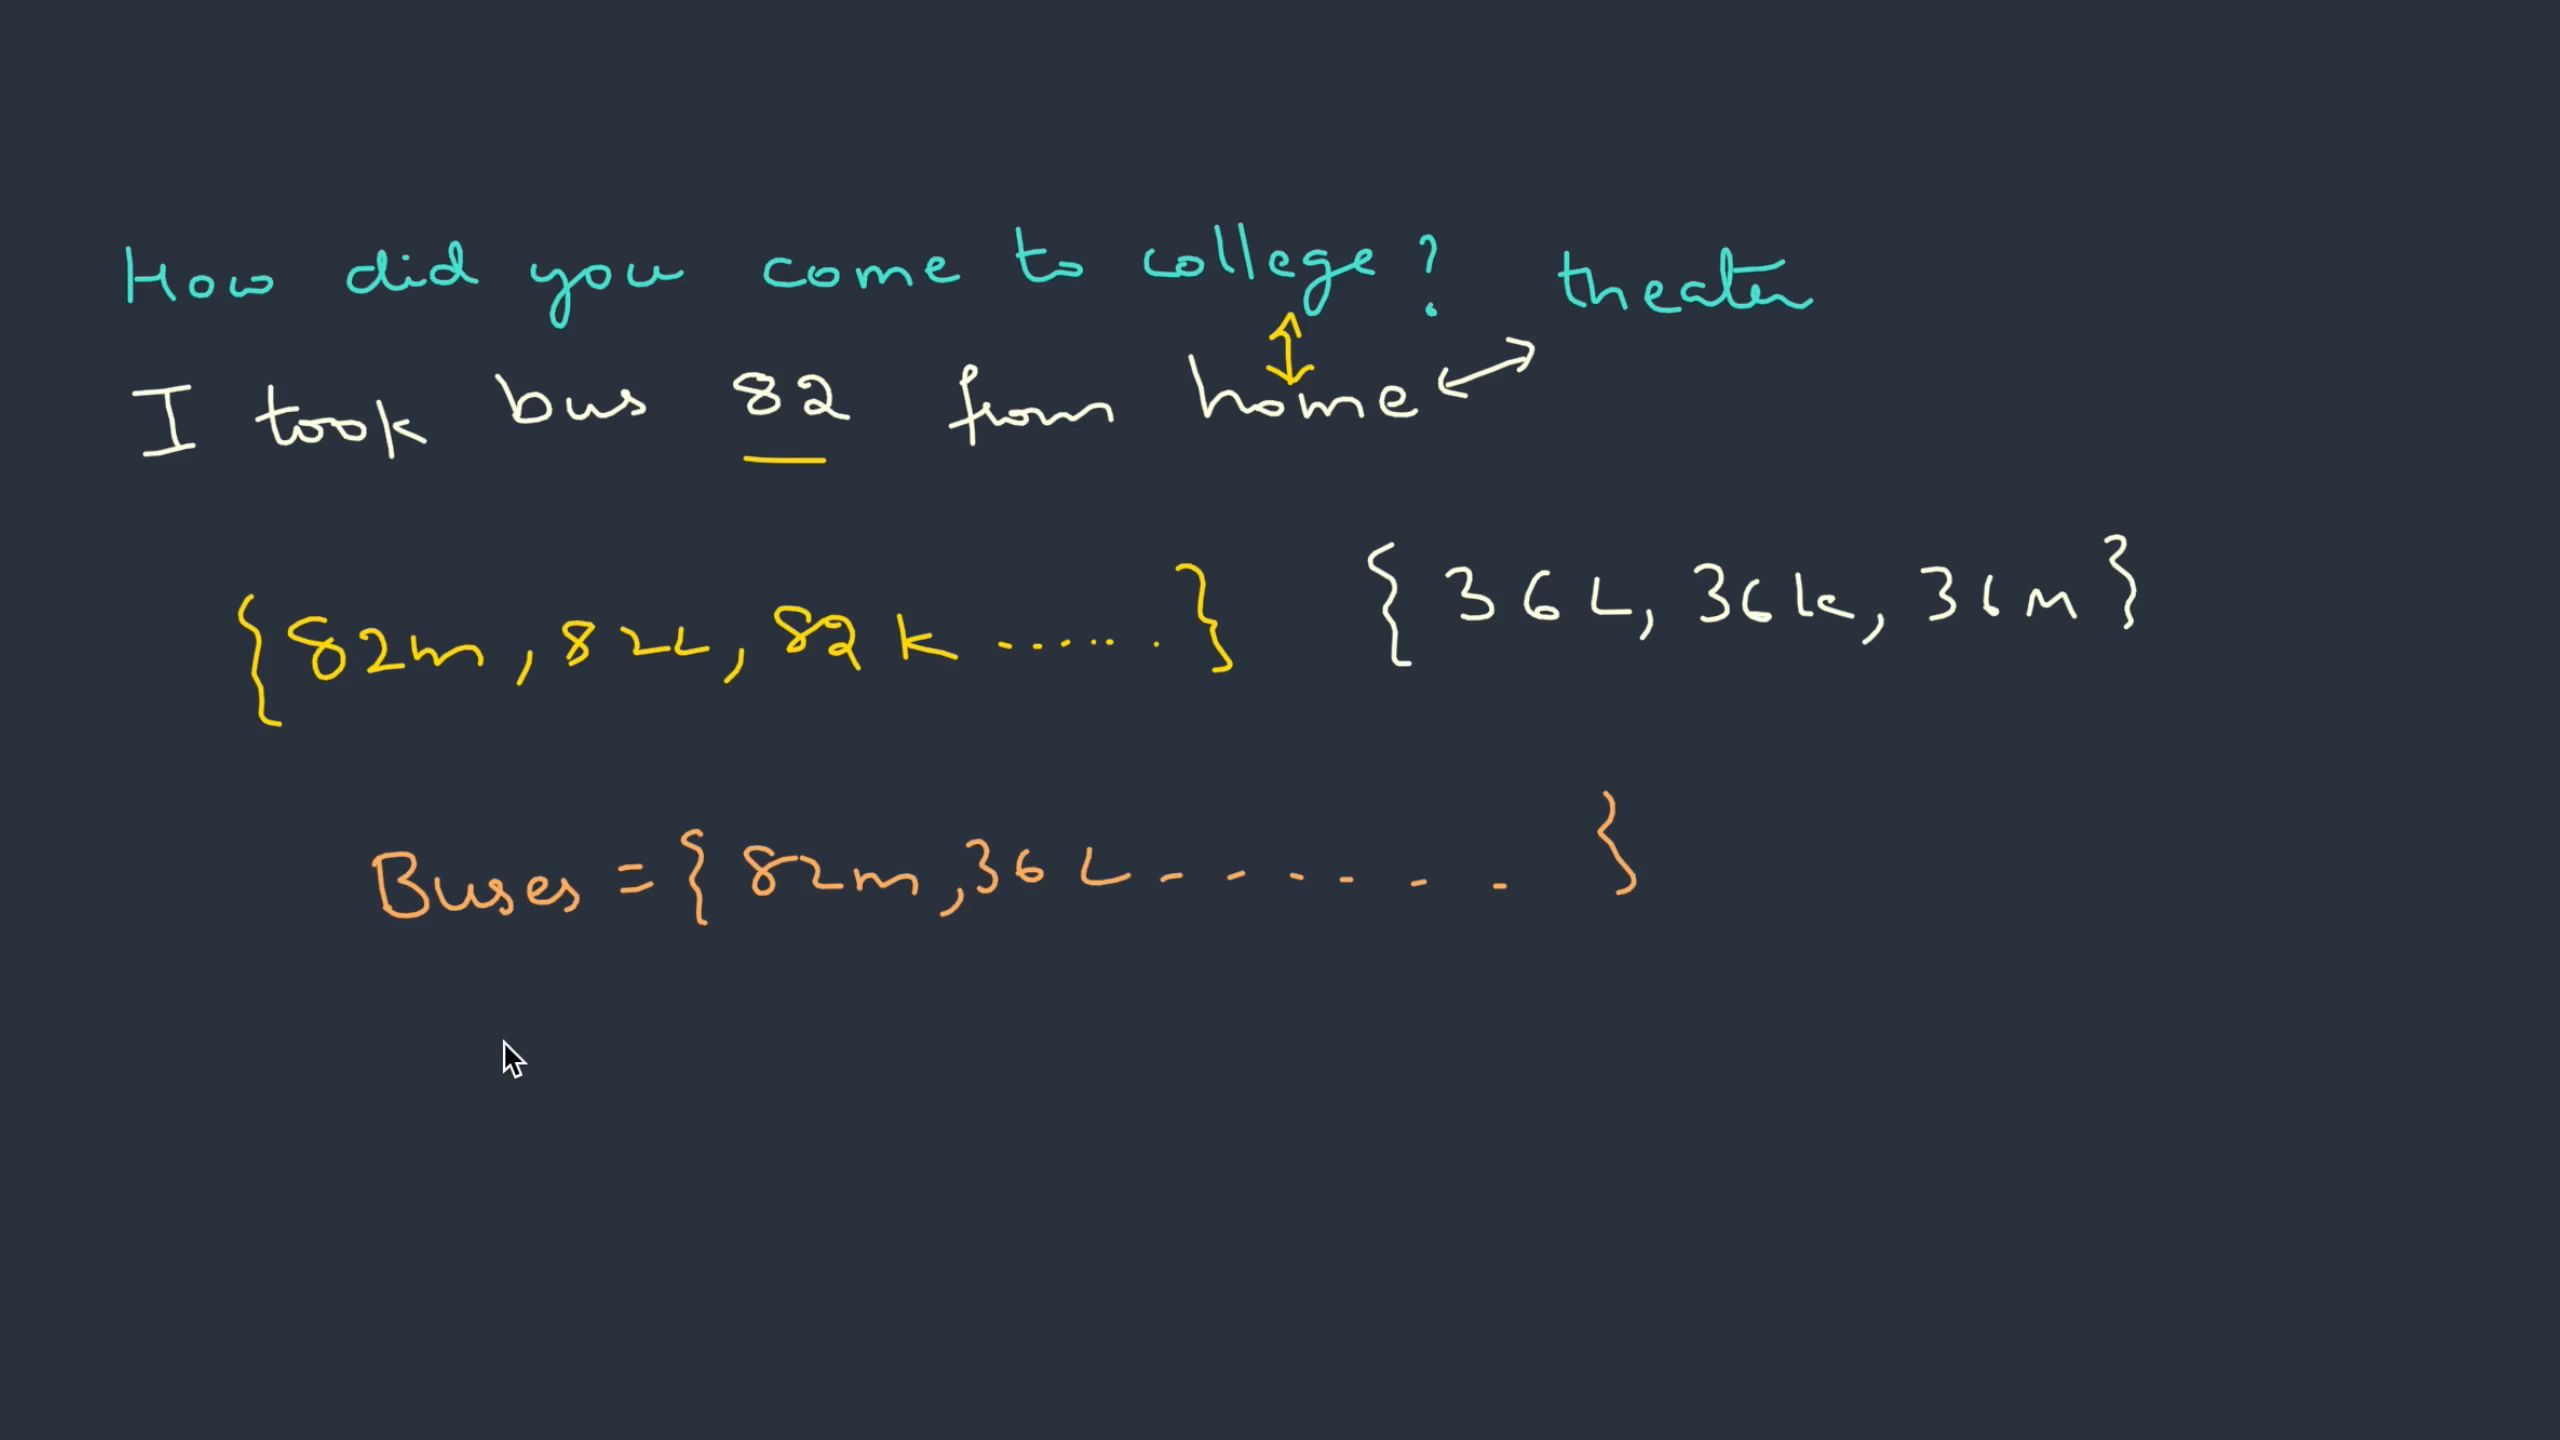 How did you come to college? theater
I took bus 82 from home
{82m, 82L, 82k ......} {36L, 36k, 36M}
Buses = {82m, 36L - - - - - - }